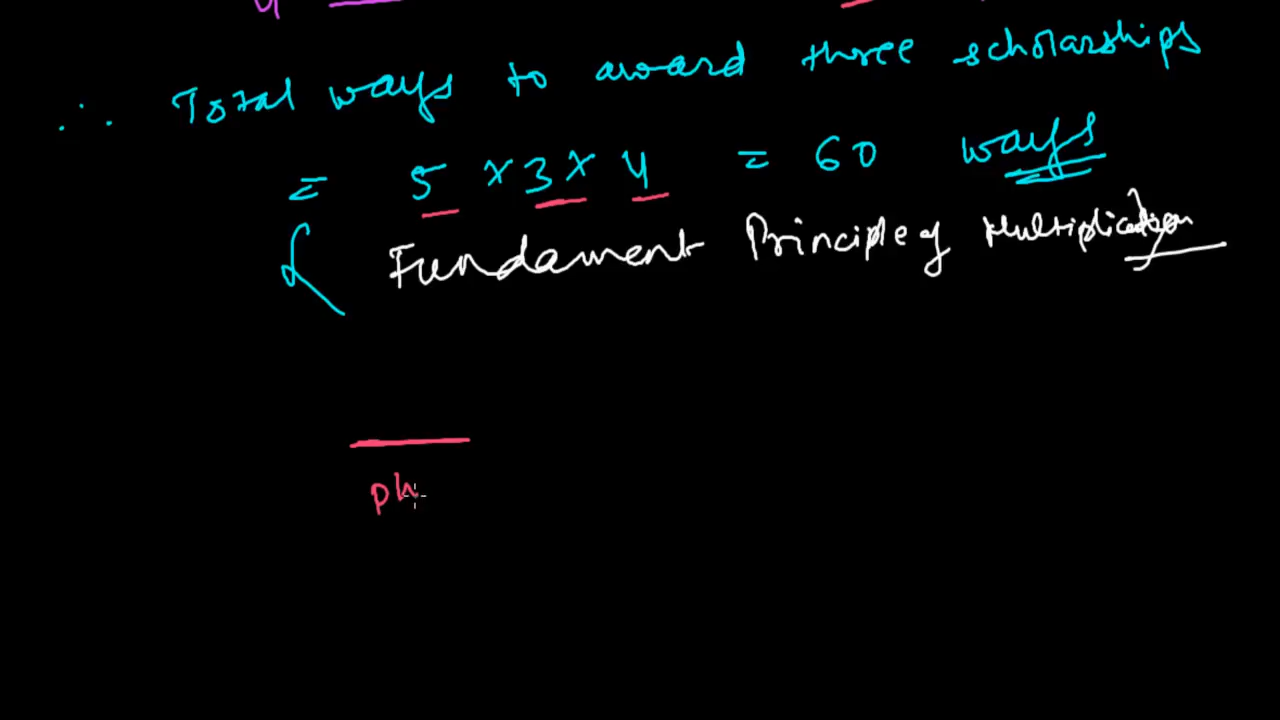 ∴ Total ways to award three scholarships
= 5 × 3 × 4 = 60 ways
{ Fundament Principle of Multiplication }
ph